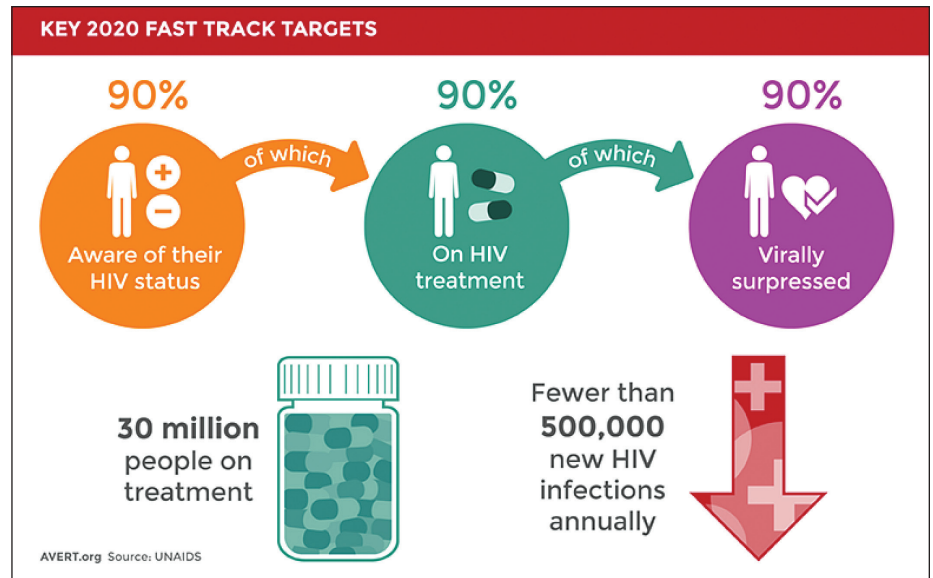 KEY 2020 FAST TRACK TARGETS
90%
of which
90%
of which
90%
Aware of their
HIV status
On HIV
treatment
Virally
surpressed
30 million
people on
treatment
Fewer than
500,000
new HIV
infections
annually
AVERT.org Source: UNAIDS